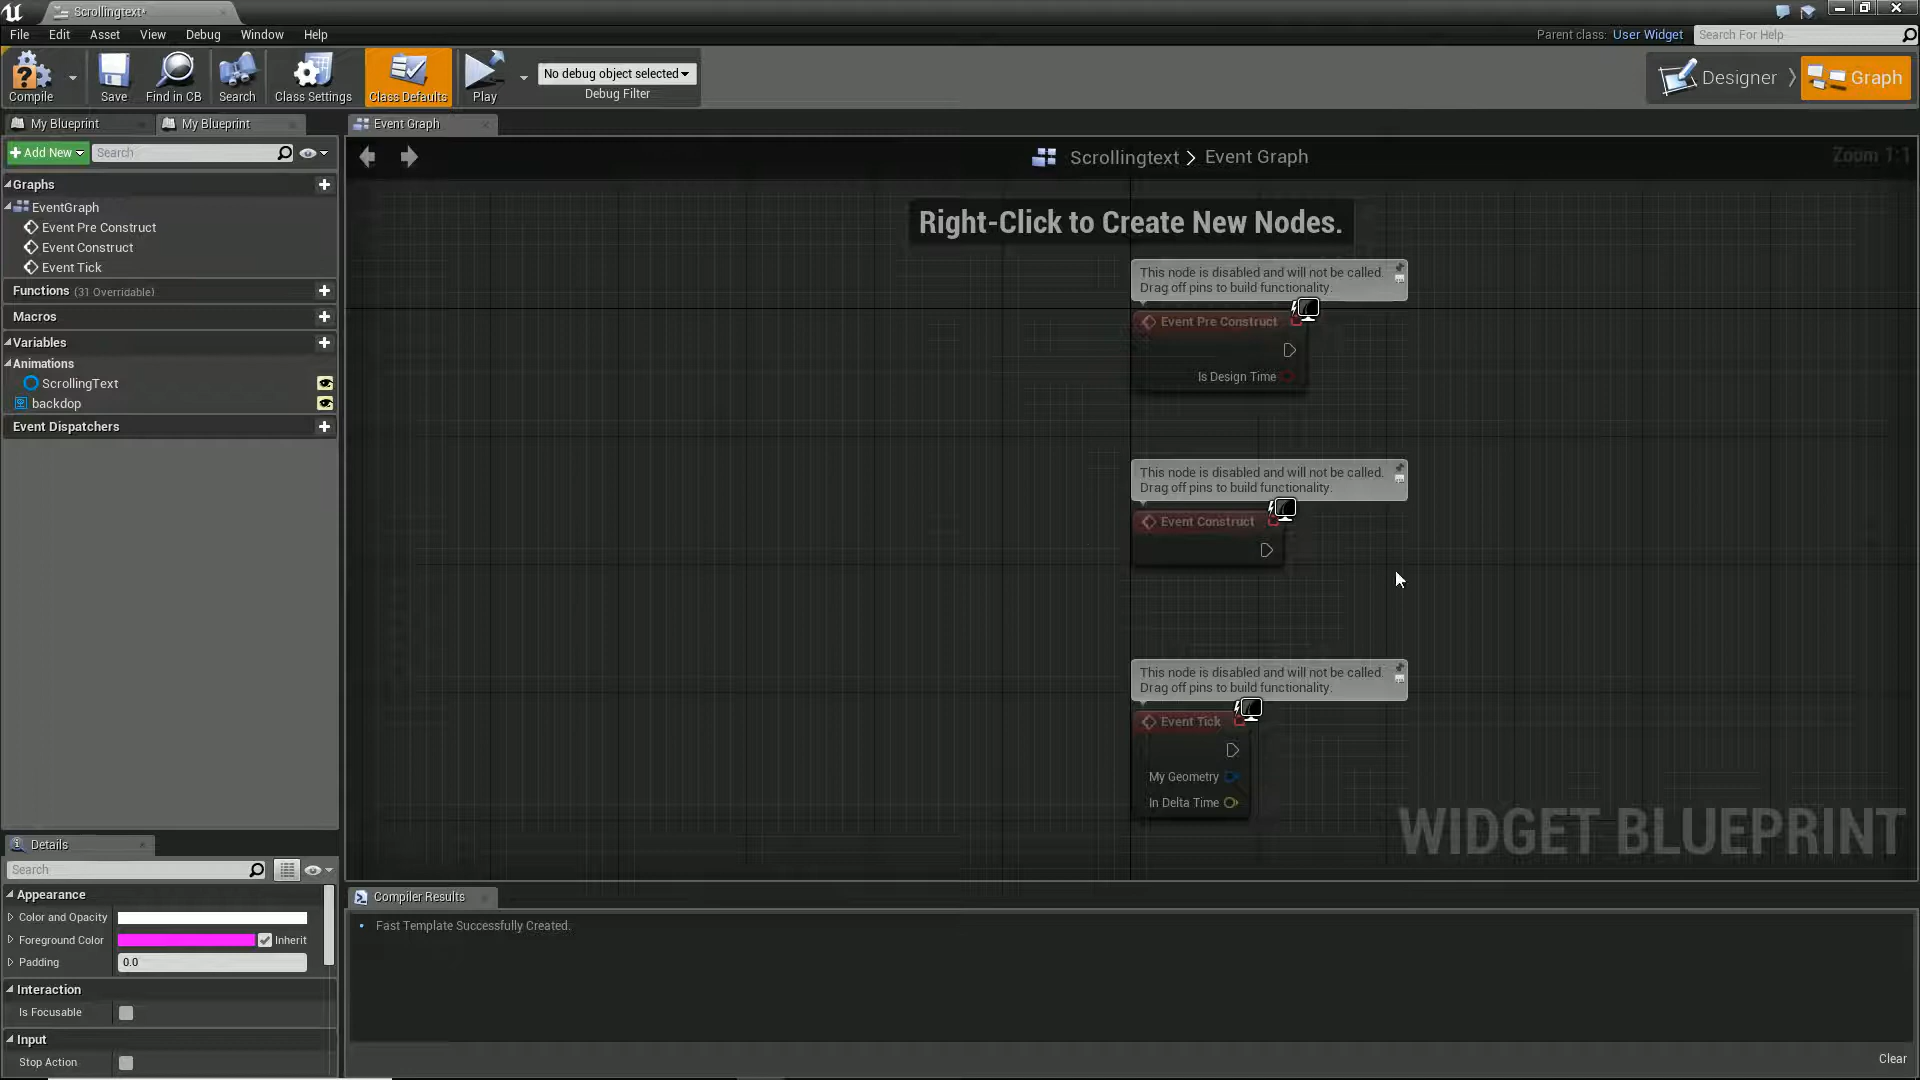 Scrollingtext*
File Edit Asset View Debug Window Help
Parent class: User Widget
Search For Help
Compile
Save
Find in CB
Search
Class Settings
Class Defaults
Play
No debug object selected
Debug Filter
Designer
Graph
My Blueprint
My Blueprint
Event Graph
+ Add New
Search
Scrollingtext > Event Graph
Zoom 1:1
Graphs
EventGraph
Event Pre Construct
Event Construct
Event Tick
Functions (31 Overridable)
Macros
Variables
Animations
ScrollingText
backdop
Event Dispatchers
Right-Click to Create New Nodes.
This node is disabled and will not be called.
Drag off pins to build functionality.
Event Pre Construct
Is Design Time
This node is disabled and will not be called.
Drag off pins to build functionality.
Event Construct
This node is disabled and will not be called.
Drag off pins to build functionality.
Event Tick
My Geometry
In Delta Time
WIDGET BLUEPRINT
Details
Search
Appearance
Color and Opacity
Foreground Color
Inherit
Padding
0.0
Interaction
Is Focusable
Input
Stop Action
Compiler Results
Fast Template Successfully Created.
Clear